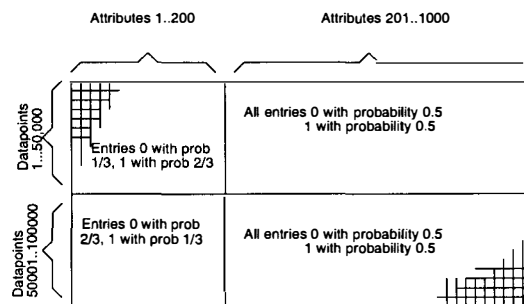 Attributes 1..200
Attributes 201..1000
Datapoints
1...50,000
Entries 0 with prob
1/3, 1 with prob 2/3
All entries 0 with probability 0.5
1 with probability 0.5
Datapoints
50001..100000
Entries 0 with prob
2/3, 1 with prob 1/3
All entries 0 with probability 0.5
1 with probability 0.5